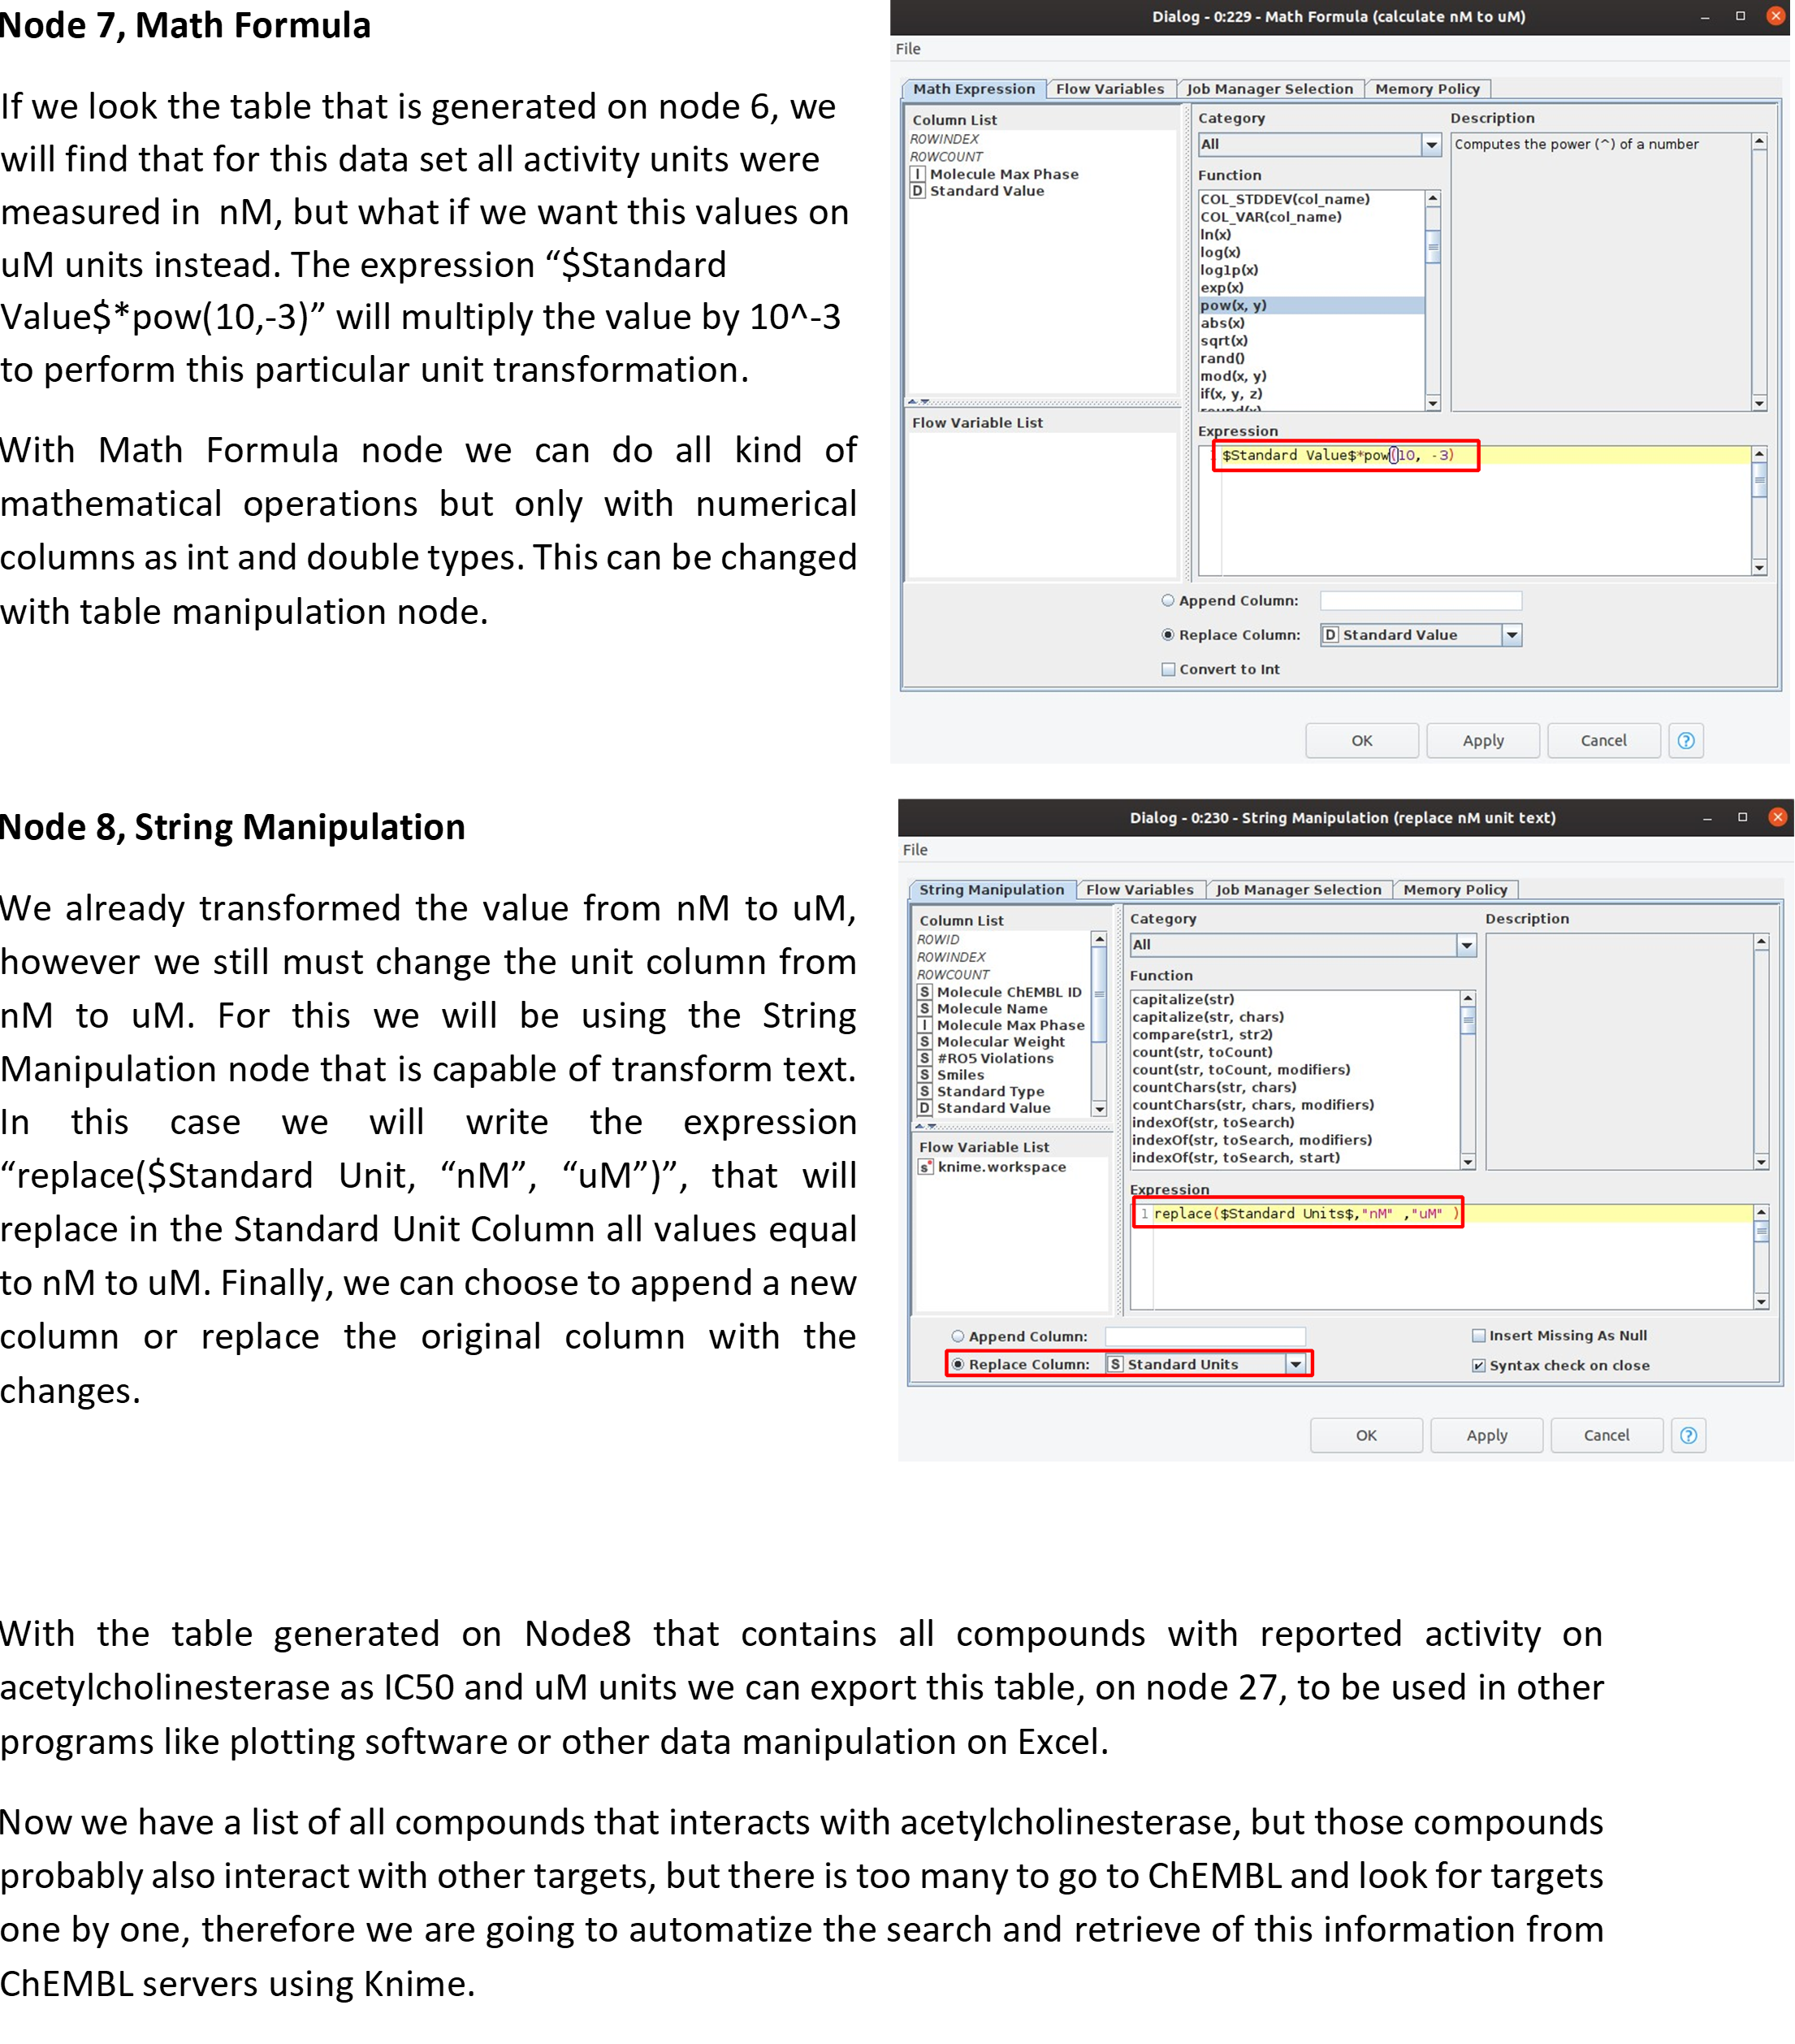 Node 7, Math Formula
If we look the table that is generated on node 6, we
will find that for this data set all activity units were
measured in  nM, but what if we want this values on
uM units instead. The expression “$Standard
Value$*pow(10,-3)” will multiply the value by 10^-3
to perform this particular unit transformation.
With Math Formula node we can do all kind of
mathematical operations but only with numerical
columns as int and double types. This can be changed
with table manipulation node.
Dialog - 0:229 - Math Formula (calculate nM to uM)
File
Math Expression Flow Variables Job Manager Selection Memory Policy
Column List
ROWINDEX
ROWCOUNT
I Molecule Max Phase
D Standard Value
Flow Variable List
Category
All
Function
COL_STDDEV(col_name)
COL_VAR(col_name)
ln(x)
log(x)
log1p(x)
exp(x)
pow(x, y)
abs(x)
sqrt(x)
rand()
mod(x, y)
if(x, y, z)
round(x)
Description
Computes the power (^) of a number
Expression
$Standard Value$*pow(10, -3)
Append Column:
Replace Column: D Standard Value
Convert to Int
OK Apply Cancel ?
Node 8, String Manipulation
We already transformed the value from nM to uM,
however we still must change the unit column from
nM to uM. For this we will be using the String
Manipulation node that is capable of transform text.
In this case we will write the expression
“replace($Standard Unit, “nM”, “uM”)”, that will
replace in the Standard Unit Column all values equal
to nM to uM. Finally, we can choose to append a new
column or replace the original column with the
changes.
Dialog - 0:230 - String Manipulation (replace nM unit text)
File
String Manipulation Flow Variables Job Manager Selection Memory Policy
Column List
ROWID
ROWINDEX
ROWCOUNT
S Molecule ChEMBL ID
S Molecule Name
I Molecule Max Phase
S Molecular Weight
S #RO5 Violations
S Smiles
S Standard Type
D Standard Value
Flow Variable List
s knime.workspace
Category
All
Function
capitalize(str)
capitalize(str, chars)
compare(str1, str2)
count(str, toCount)
count(str, toCount, modifiers)
countChars(str, chars)
countChars(str, chars, modifiers)
indexOf(str, toSearch)
indexOf(str, toSearch, modifiers)
indexOf(str, toSearch, start)
Description
Expression
1 replace($Standard Units$,"nM" ,"uM" )
Append Column:
Insert Missing As Null
Replace Column: S Standard Units
Syntax check on close
OK Apply Cancel ?
With the table generated on Node8 that contains all compounds with reported activity on
acetylcholinesterase as IC50 and uM units we can export this table, on node 27, to be used in other
programs like plotting software or other data manipulation on Excel.
Now we have a list of all compounds that interacts with acetylcholinesterase, but those compounds
probably also interact with other targets, but there is too many to go to ChEMBL and look for targets
one by one, therefore we are going to automatize the search and retrieve of this information from
ChEMBL servers using Knime.